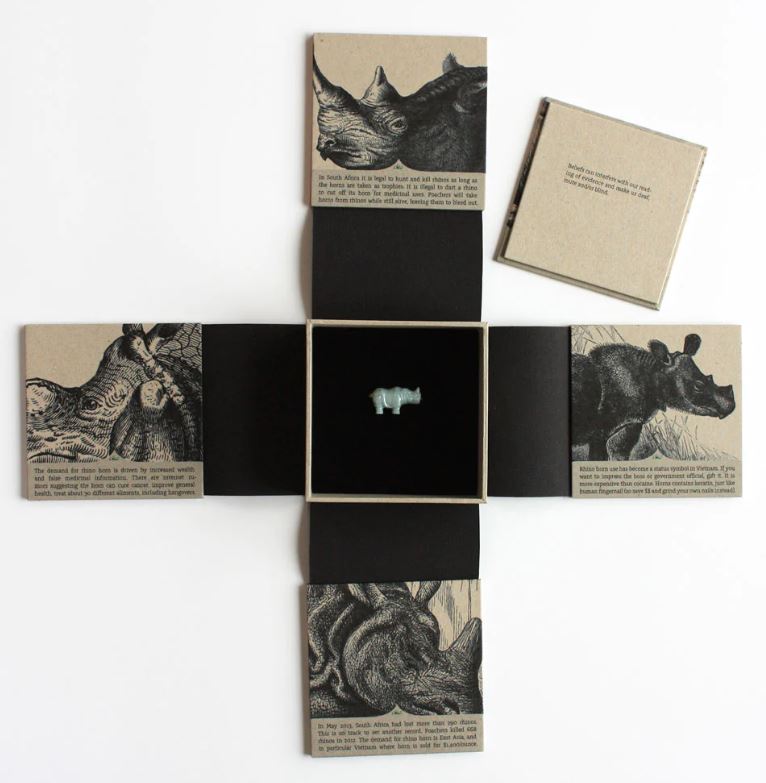 In South Africa it is legal to hunt and kill rhinos as long as
the horns are taken as trophies. It is illegal to dart a rhino
to cut off its horn for medicinal uses. Poachers will take
horns from rhinos while still alive, leaving them to bleed out.
Beliefs can interfere with our read-
ing of evidence and make us deaf,
mute and/or blind.
The demand for rhino horn is driven by increased wealth
and false medicinal information. There are internet ru-
mors suggesting the horn can cure cancer, improve general
health, treat about 30 different ailments, including hangovers.
Rhino horn use has become a status symbol in Vietnam. If you
want to impress the boss or government official, gift it. It is
more expensive than cocaine. Horns contains keratin, just like
human fingernail (so save $$ and grind your own nails instead).
In May 2013, South Africa had lost more than 290 rhinos.
This is on track to set another record. Poachers killed 668
rhinos in 2012. The demand for rhino horn is East Asia, and
in particular Vietnam where horn is sold for $1,400/ounce.